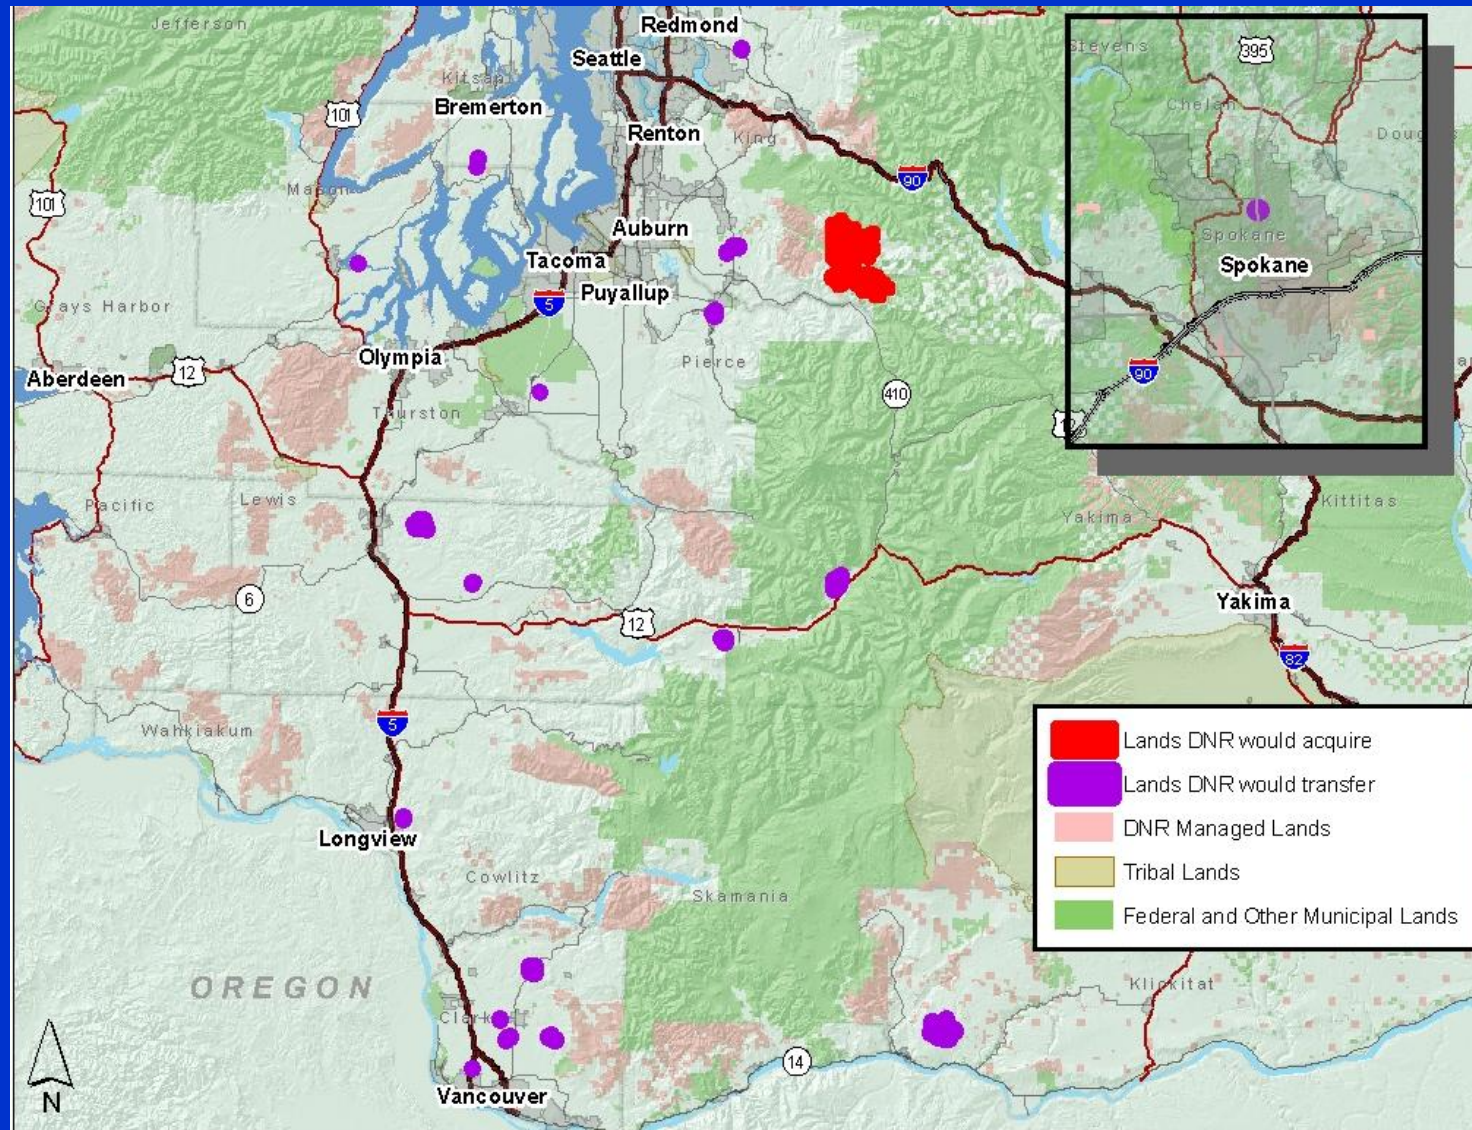 Jefferson
Redmond
Seattle
Kitsap
Bremerton
101
Renton
King
90
Mason
101
Auburn
Tacoma
Puyallup
5
Grays Harbor
Olympia
Pierce
12
Aberdeen
Thurston
410
Stevens
395
Chelan
Spokane
Spokane
90
Pacific
Lewis
Yakima
Kittitas
6
12
Yakima
82
Wahkiakum
5
Longview
Cowlitz
Skamania
Lands DNR would acquire
Lands DNR would transfer
DNR Managed Lands
Tribal Lands
Federal and Other Municipal Lands
OREGON
Klickitat
Clark
14
Vancouver
N